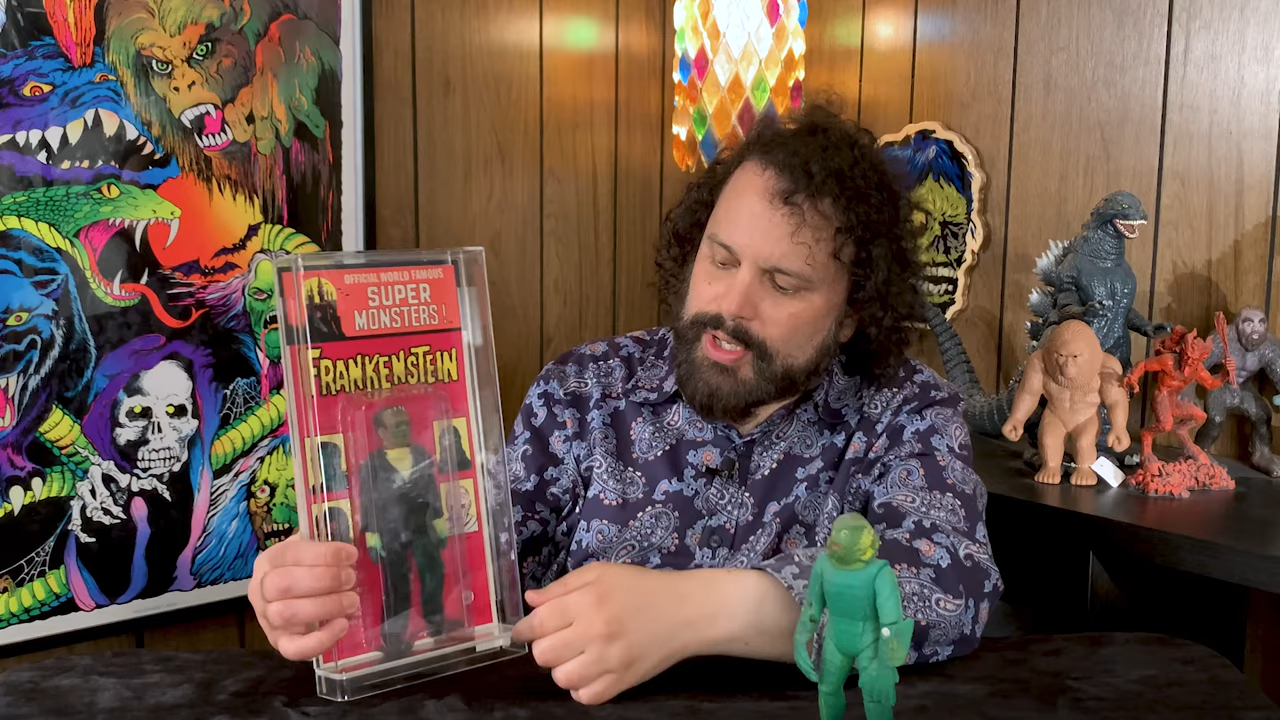 OFFICIAL WORLD FAMOUS
SUPER
MONSTERS!
FRANKENSTEIN